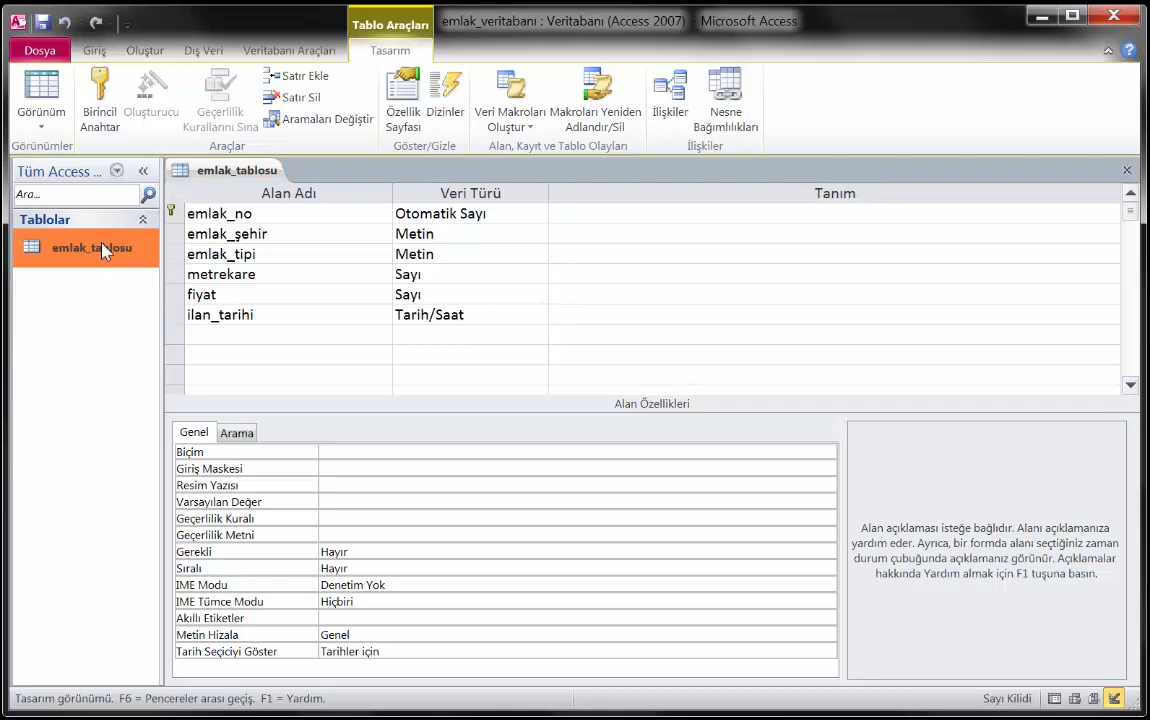 Tablo Araçları
emlak_veritabanı : Veritabanı (Access 2007) - Microsoft Access
Dosya
Giriş
Oluştur
Dış Veri
Veritabanı Araçları
Tasarım
Görünüm
Görünümler
Birincil
Anahtar
Oluşturucu
Geçerlilik
Kurallarını Sına
Satır Ekle
Satır Sil
Aramaları Değiştir
Araçlar
Özellik
Sayfası
Dizinler
Göster/Gizle
Veri Makroları
Oluştur
Makroları Yeniden
Adlandır/Sil
Alan, Kayıt ve Tablo Olayları
İlişkiler
Nesne
Bağımlılıkları
İlişkiler
Tüm Access ...
Ara...
Tablolar
emlak_tablosu
emlak_tablosu
Alan Adı Veri Türü Tanım
emlak_no Otomatik Sayı
emlak_şehir Metin
emlak_tipi Metin
metrekare Sayı
fiyat Sayı
ilan_tarihi Tarih/Saat
Alan Özellikleri
Genel Arama
Biçim
Giriş Maskesi
Resim Yazısı
Varsayılan Değer
Geçerlilik Kuralı
Geçerlilik Metni
Gerekli Hayır
Sıralı Hayır
IME Modu Denetim Yok
IME Tümce Modu Hiçbiri
Akıllı Etiketler
Metin Hizala Genel
Tarih Seçiciyi Göster Tarihler için
Alan açıklaması isteğe bağlıdır. Alanı açıklamanıza
yardım eder. Ayrıca, bir formda alanı seçtiğiniz zaman
durum çubuğunda açıklamanız görünür. Açıklamalar
hakkında Yardım almak için F1 tuşuna basın.
Tasarım görünümü. F6 = Pencereler arası geçiş. F1 = Yardım.
Sayı Kilidi